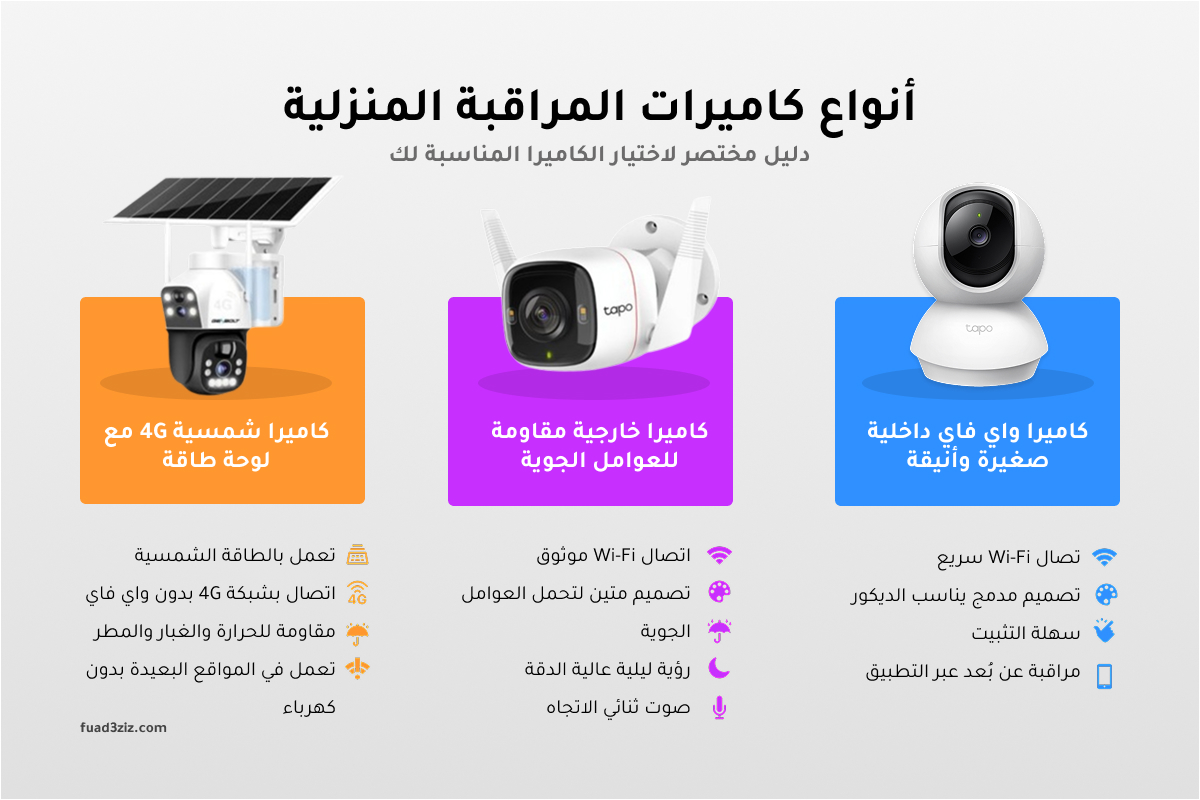 أنواع كاميرات المراقبة المنزلية
دليل مختصر لاختيار الكاميرا المناسبة لك
tapo
كاميرا واي فاي داخلية
صغيرة وأنيقة
تصال Wi-Fi سريع
تصميم مدمج يناسب الديكور
سهلة التثبيت
مراقبة عن بُعد عبر التطبيق
tapo
كاميرا خارجية مقاومة
للعوامل الجوية
اتصال Wi-Fi موثوق
تصميم متين لتحمل العوامل
الجوية
رؤية ليلية عالية الدقة
صوت ثنائي الاتجاه
4G
كاميرا شمسية 4G مع
لوحة طاقة
تعمل بالطاقة الشمسية
4G
اتصال بشبكة 4G بدون واي فاي
مقاومة للحرارة والغبار والمطر
تعمل في المواقع البعيدة بدون
كهرباء
fuad3ziz.com